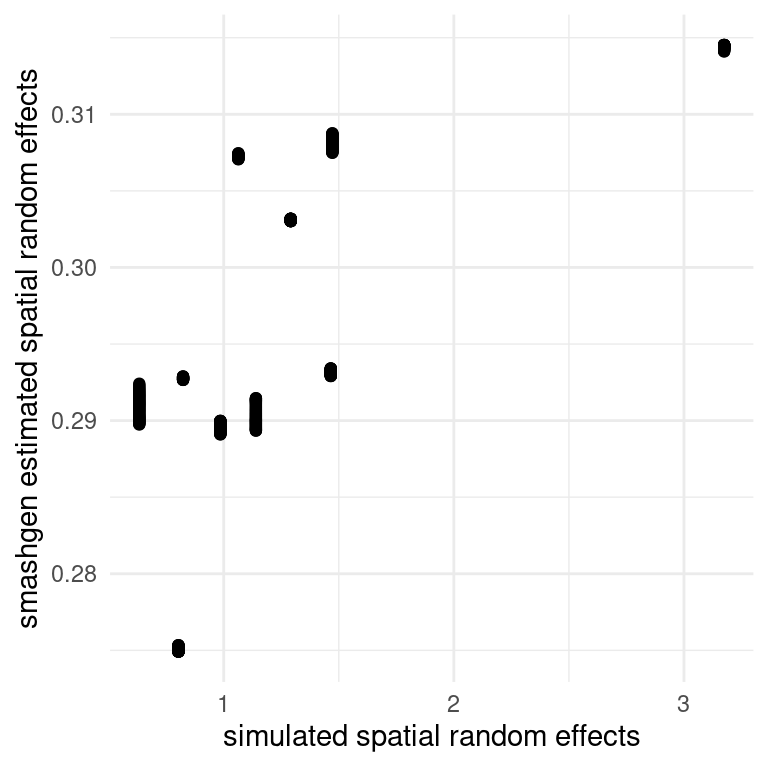 smashgen estimated spatial random effects
0.31
0.30
0.29
0.28
1 2 3
simulated spatial random effects